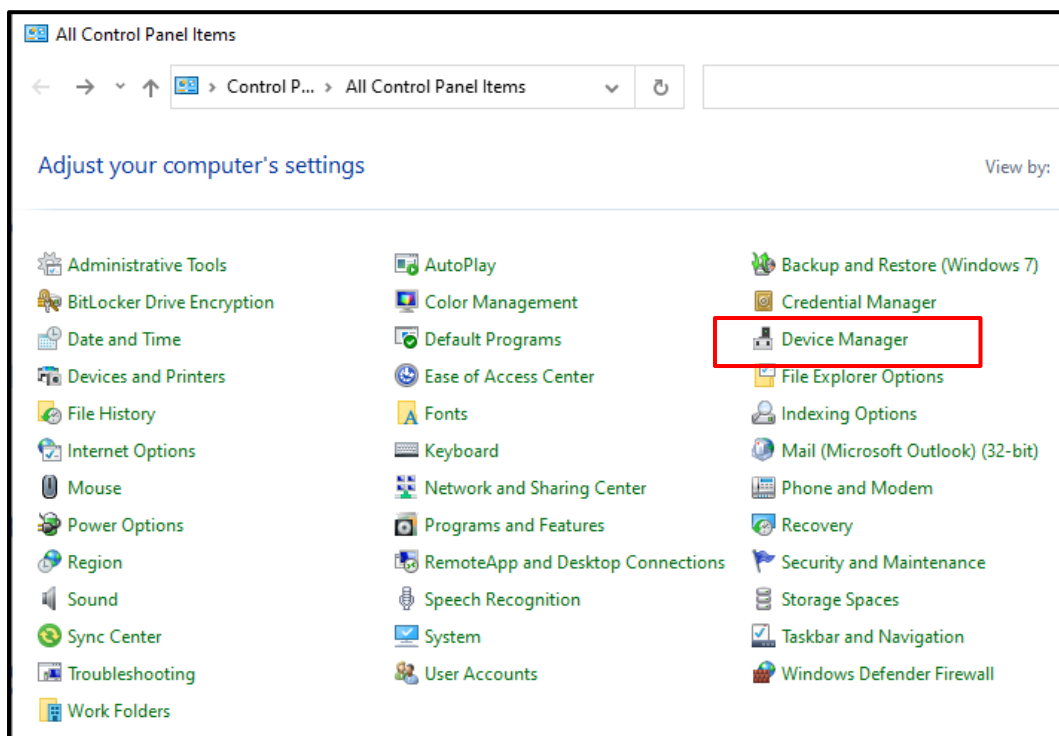 All Control Panel Items
Control P... › All Control Panel Items
Adjust your computer's settings
View by:
Administrative Tools
AutoPlay
Backup and Restore (Windows 7)
BitLocker Drive Encryption
Color Management
Credential Manager
Date and Time
Default Programs
Device Manager
Devices and Printers
Ease of Access Center
File Explorer Options
File History
Fonts
Indexing Options
Internet Options
Keyboard
Mail (Microsoft Outlook) (32-bit)
Mouse
Network and Sharing Center
Phone and Modem
Power Options
Programs and Features
Recovery
Region
RemoteApp and Desktop Connections
Security and Maintenance
Sound
Speech Recognition
Storage Spaces
Sync Center
System
Taskbar and Navigation
Troubleshooting
User Accounts
Windows Defender Firewall
Work Folders